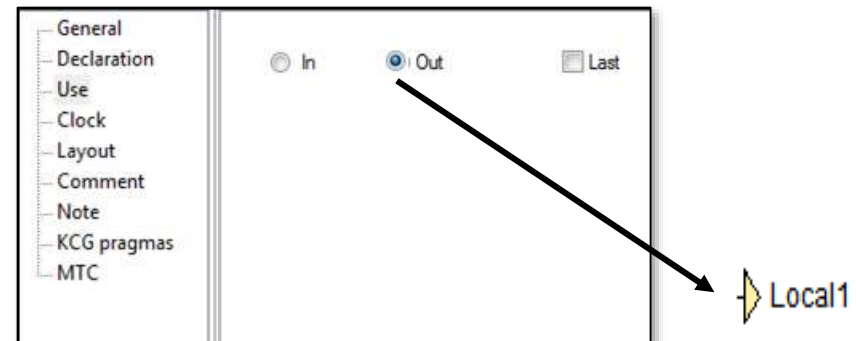 General
Declaration
Use
Clock
Layout
Comment
Note
KCG pragmas
MTC
In Out Last
Local1